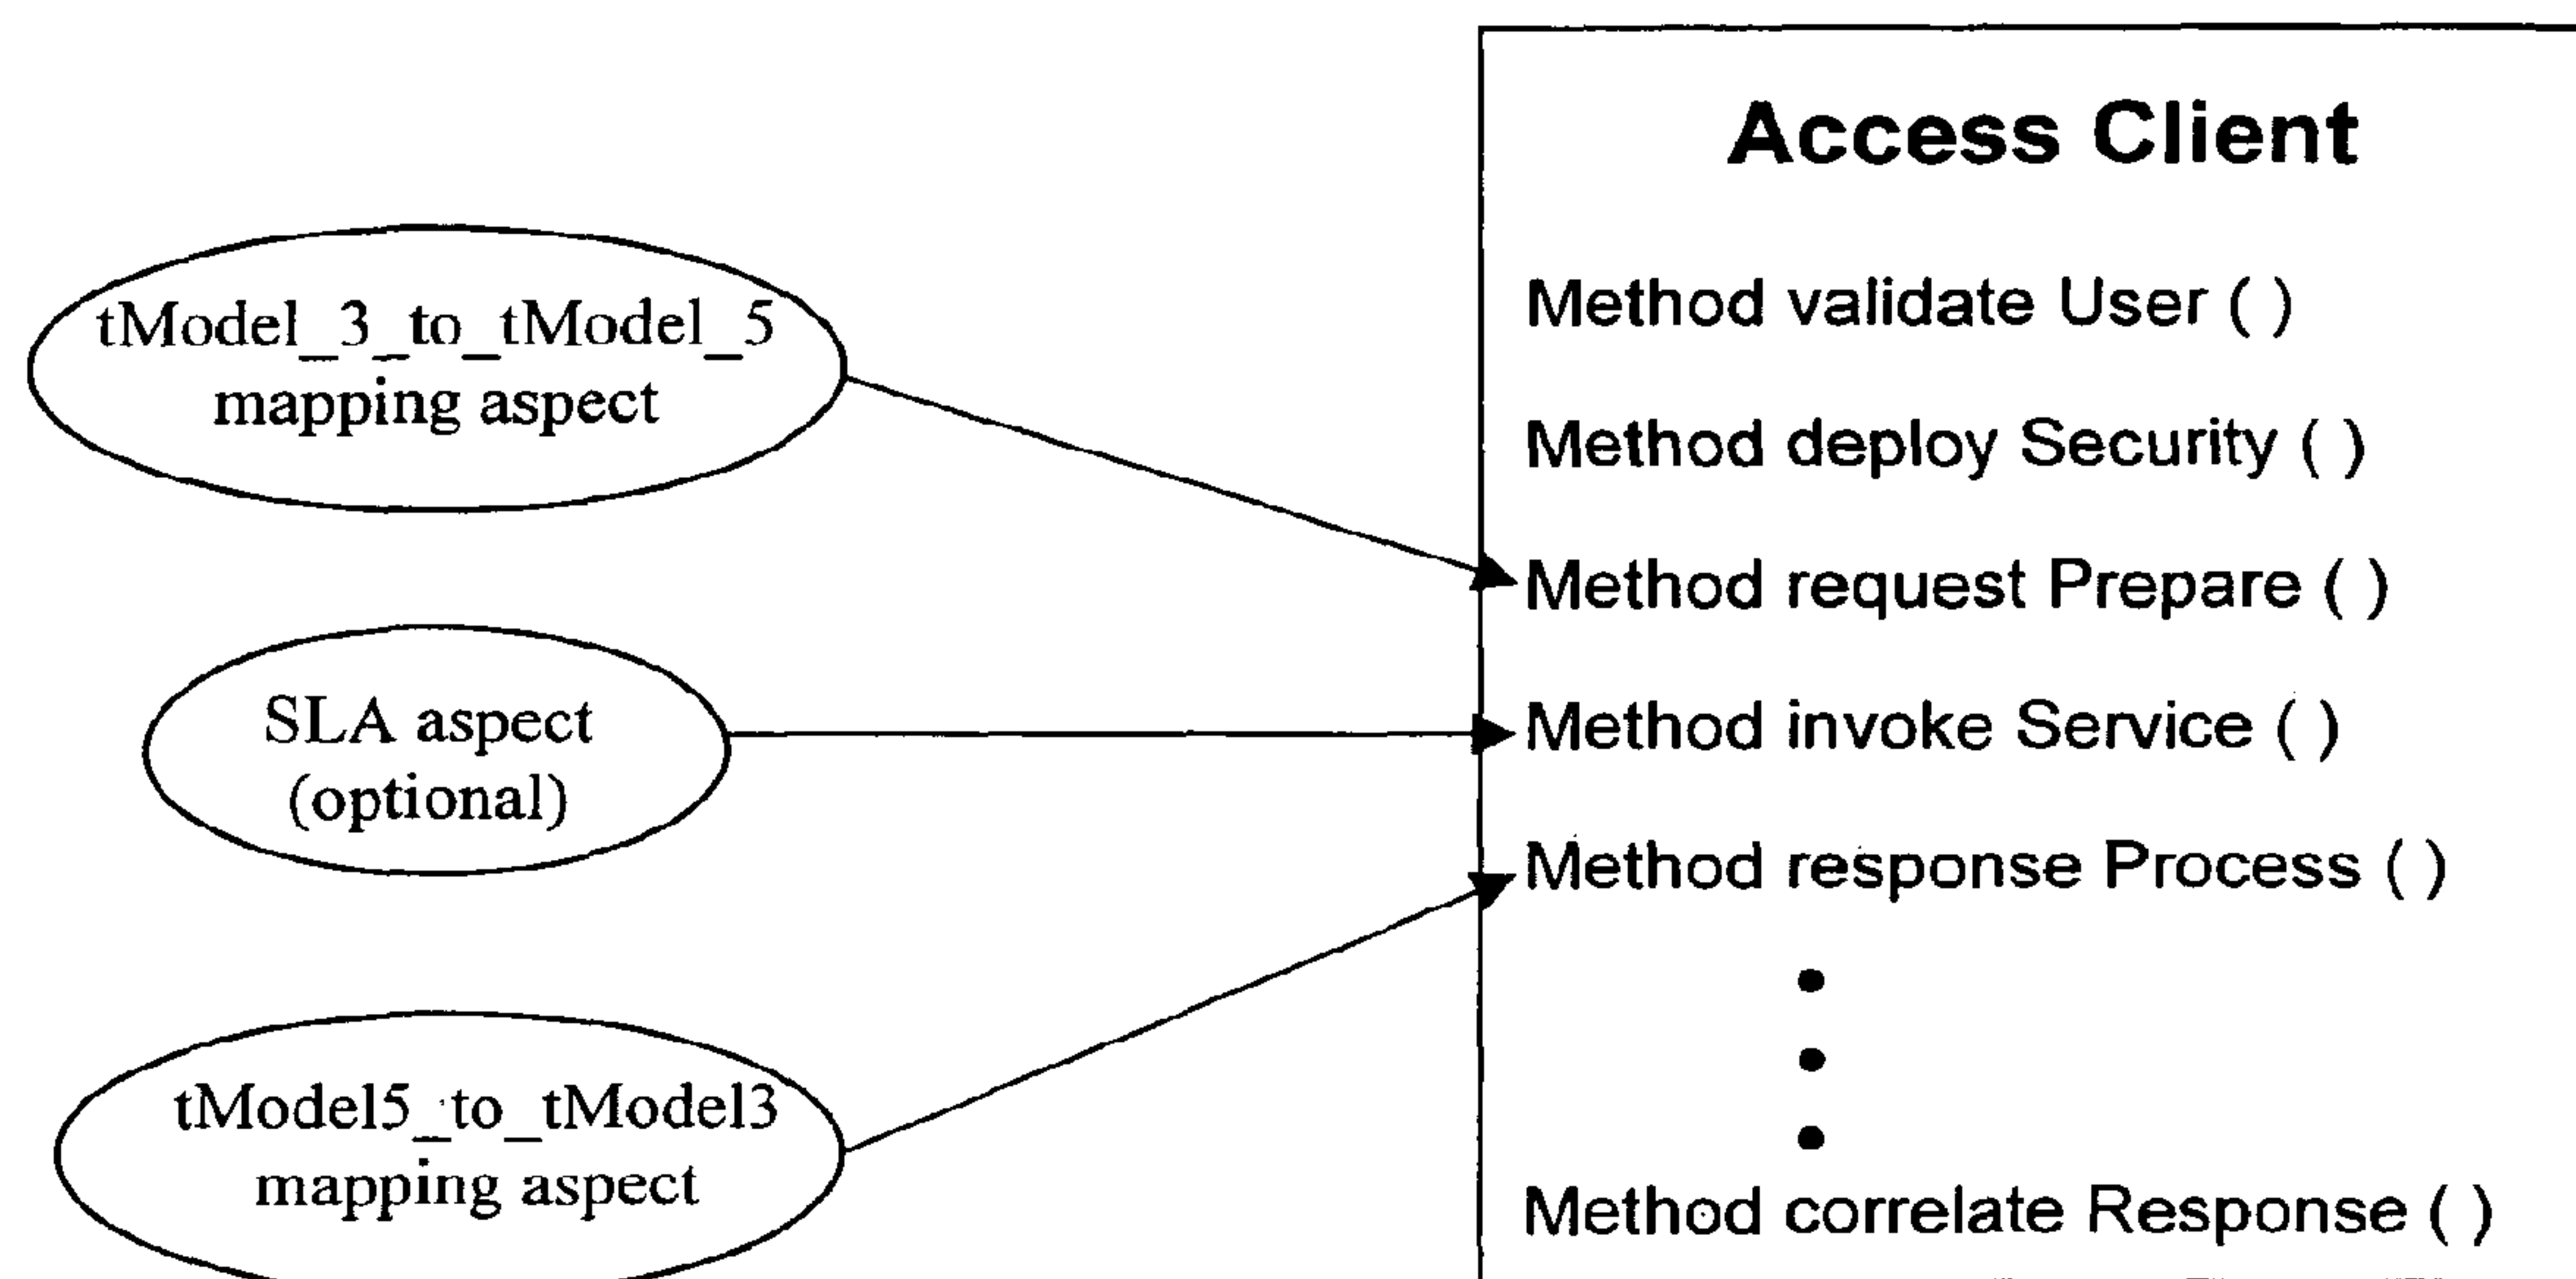 Access Client
tModel_3_to_tModel_5
mapping aspect
SLA aspect
(optional)
tModel5_to_tModel3
mapping aspect
Method validate User ( )
Method deploy Security ( )
Method request Prepare ( )
Method invoke Service ( )
Method response Process ( )
Method correlate Response ( )